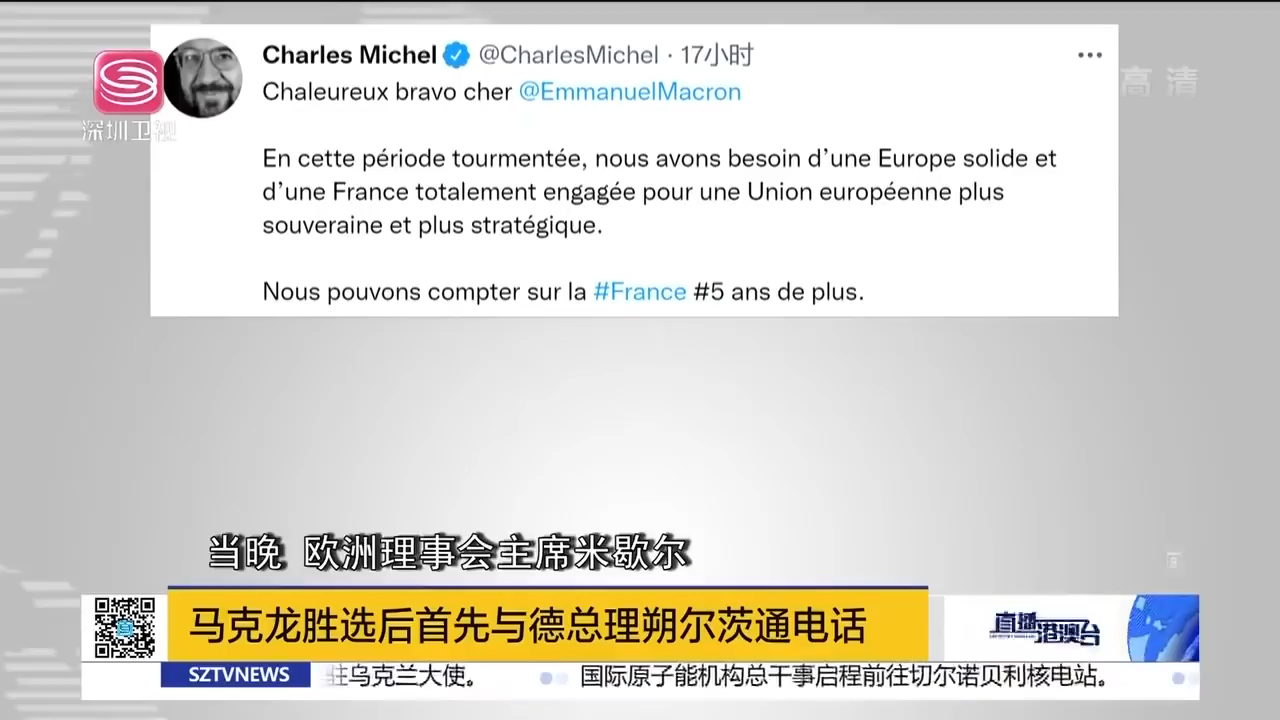 Charles Michel @CharlesMichel · 17小时
Chaleureux bravo cher @EmmanuelMacron
En cette période tourmentée, nous avons besoin d’une Europe solide et
d’une France totalement engagée pour une Union européenne plus
souveraine et plus stratégique.
Nous pouvons compter sur la #France #5 ans de plus.
深圳卫视
高清
当晚 欧洲理事会主席米歇尔
马克龙胜选后首先与德总理朔尔茨通电话
直通港澳台
SZTVNEWS
驻乌克兰大使。 国际原子能机构总干事启程前往切尔诺贝利核电站。